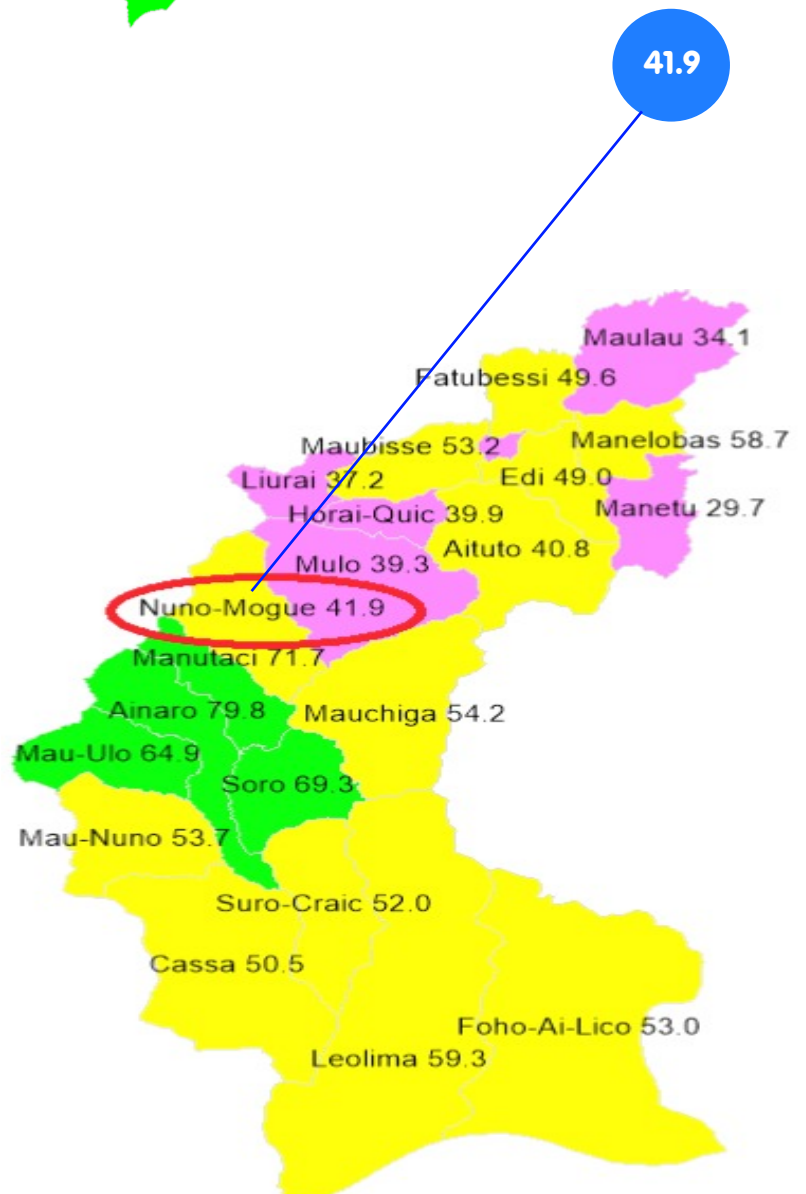 41.9
Maulau 34.1
Fatubessi 49.6
Maubisse 53.2
Manelobas 58.7
Liurai 37.2
Edi 49.0
Horai-Quic 39.9
Manetu 29.7
Mulo 39.3
Aituto 40.8
Nuno-Mogue 41.9
Manutaci 71.7
Ainaro 79.8
Mauchiga 54.2
Mau-Ulo 64.9
Soro 69.3
Mau-Nuno 53.7
Suro-Craic 52.0
Cassa 50.5
Foho-Ai-Lico 53.0
Leolima 59.3